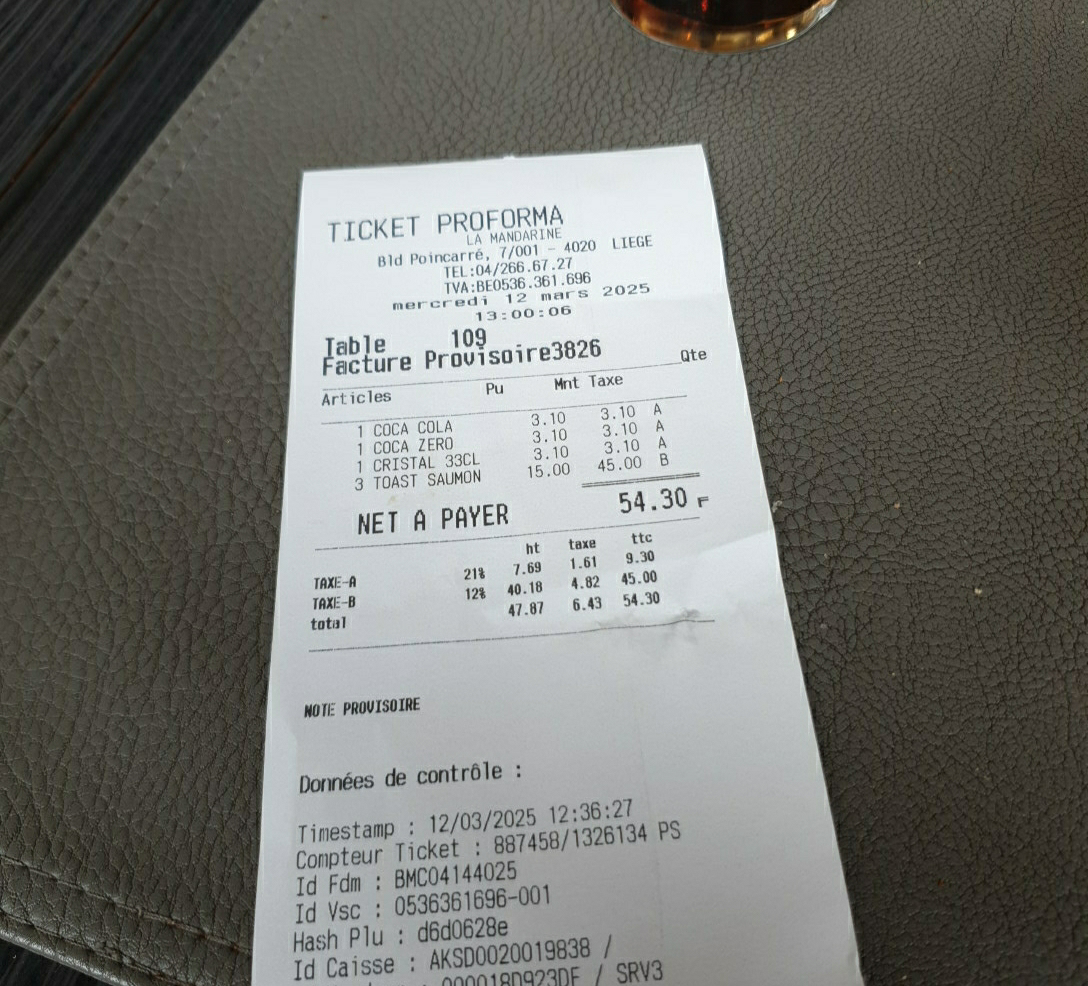 TICKET PROFORMA
LA MANDARINE
Bld Poincarré, 7/001 - 4020 LIEGE
TEL:04/266.67.27
TVA:BE0536.361.696
mercredi 12 mars 2025
13:00:06
Table 109
Facture Provisoire3826
Qte
Articles Pu Mnt Taxe
1 COCA COLA 3.10 3.10 A
1 COCA ZERO 3.10 3.10 A
1 CRISTAL 33CL 3.10 3.10 A
3 TOAST SAUMON 15.00 45.00 B
NET A PAYER 54.30 F
ht taxe ttc
TAXE-A 21% 7.69 1.61 9.30
TAXE-B 12% 40.18 4.82 45.00
total 47.87 6.43 54.30
NOTE PROVISOIRE
Données de contrôle :
Timestamp : 12/03/2025 12:36:27
Compteur Ticket : 887458/1326134 PS
Id Fdm : BMC04144025
Id Vsc : 0536361696-001
Hash Plu : d6d0628e
Id Caisse : AKSD0020019838 /
/ SRV3